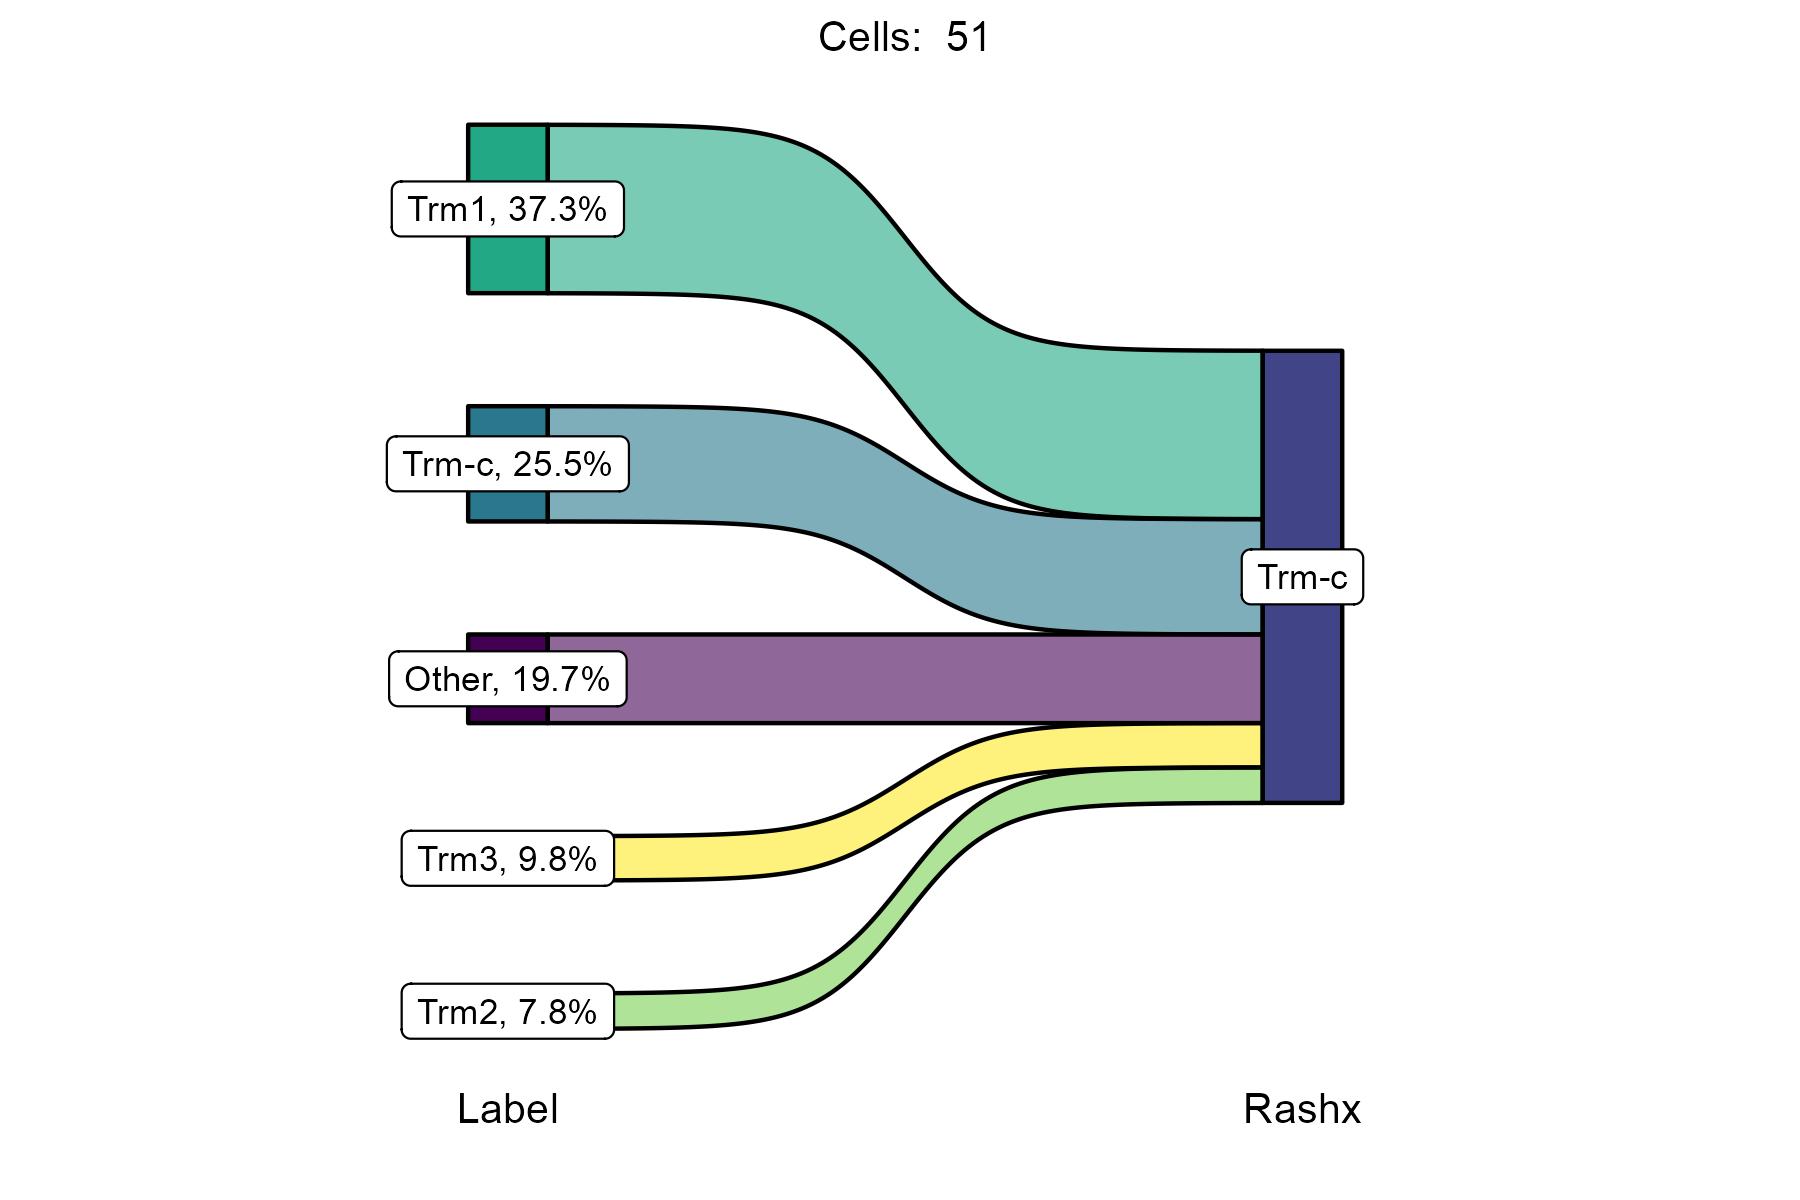 Cells:  51
Trm1, 37.3%
Trm-c, 25.5%
Trm-c
Other, 19.7%
Trm3, 9.8%
Trm2, 7.8%
Label
Rashx